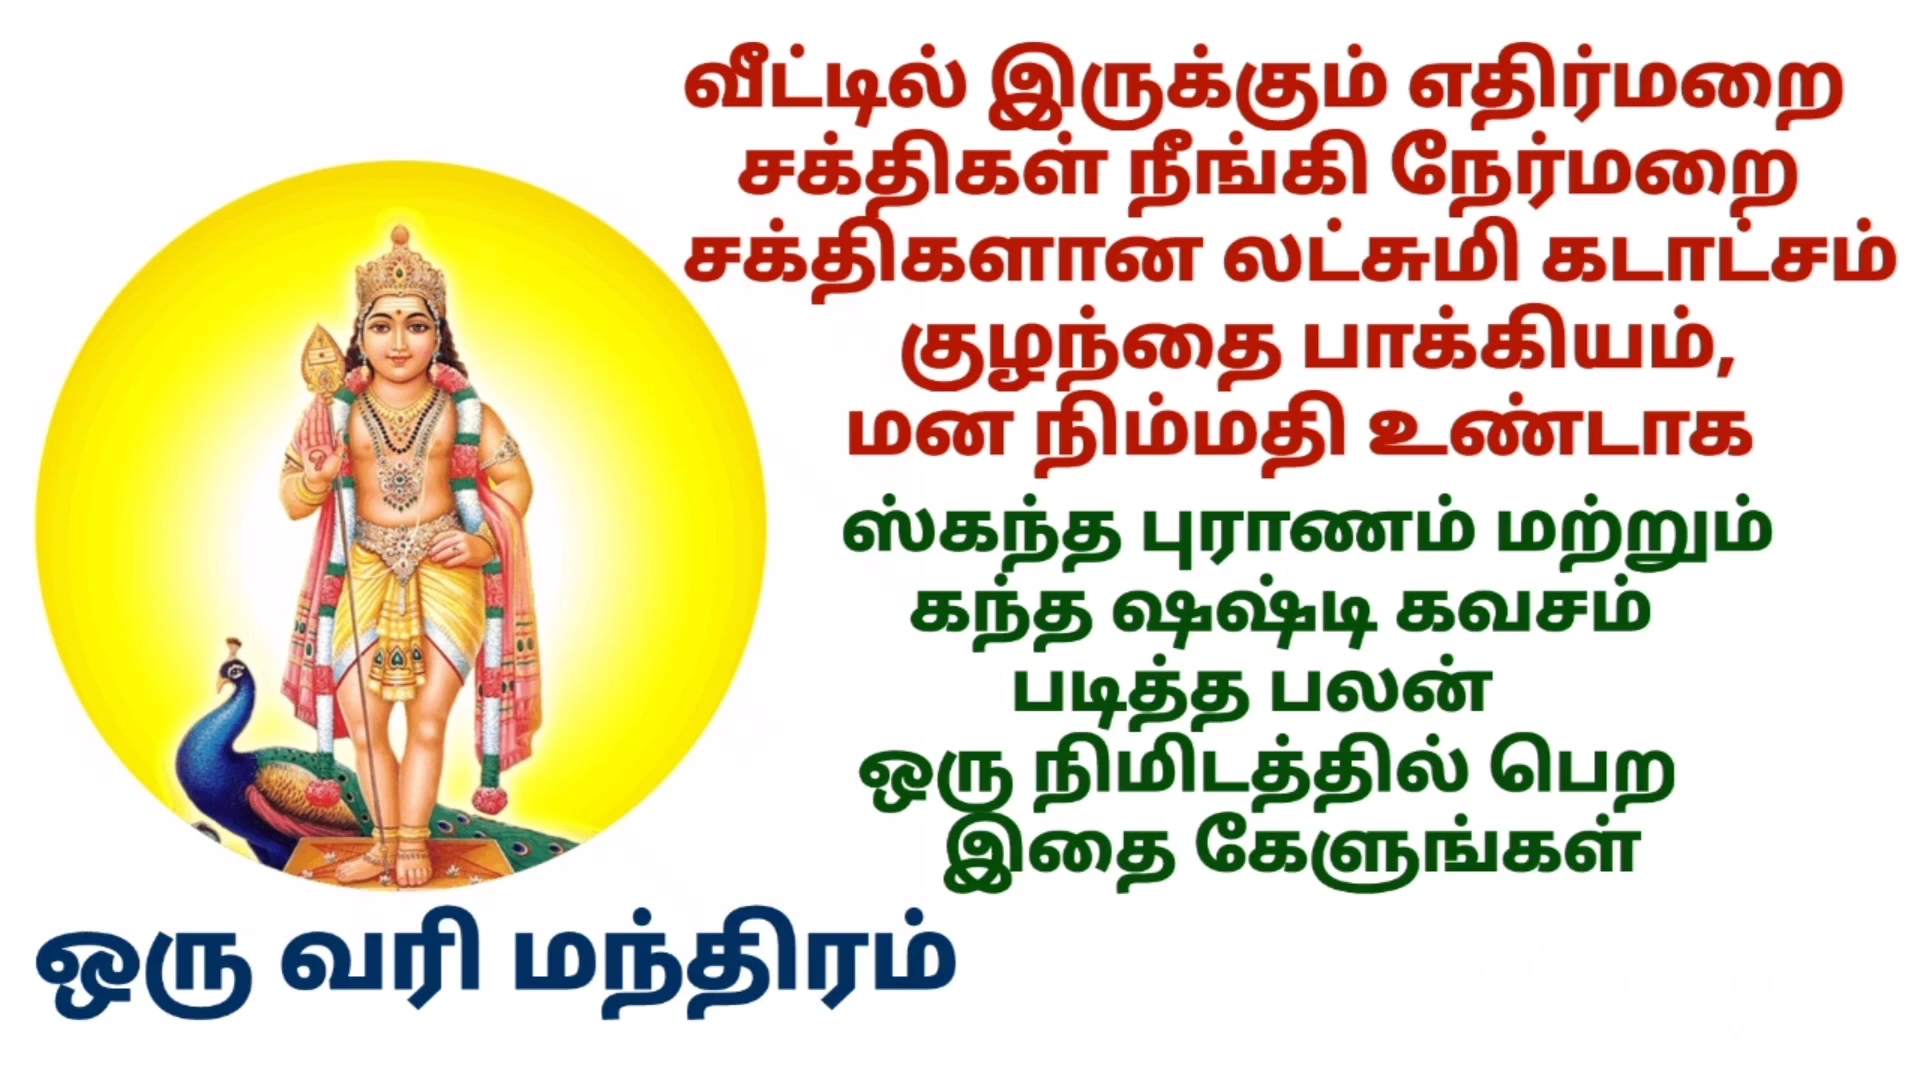 வீட்டில் இருக்கும் எதிர்மறை
சக்திகள் நீங்கி நேர்மறை
சக்திகளான லட்சுமி கடாட்சம்
குழந்தை பாக்கியம்,
மன நிம்மதி உண்டாக
ஸ்கந்த புராணம் மற்றும்
கந்த ஷஷ்டி கவசம்
படித்த பலன்
ஒரு நிமிடத்தில் பெற
இதை கேளுங்கள்
ஒரு வரி மந்திரம்